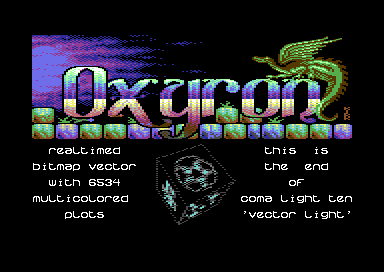 Oxyron
realtimed
bitmap vector
with 6534
multicolored
plots
this is
the end
of
coma light ten
'vector light'